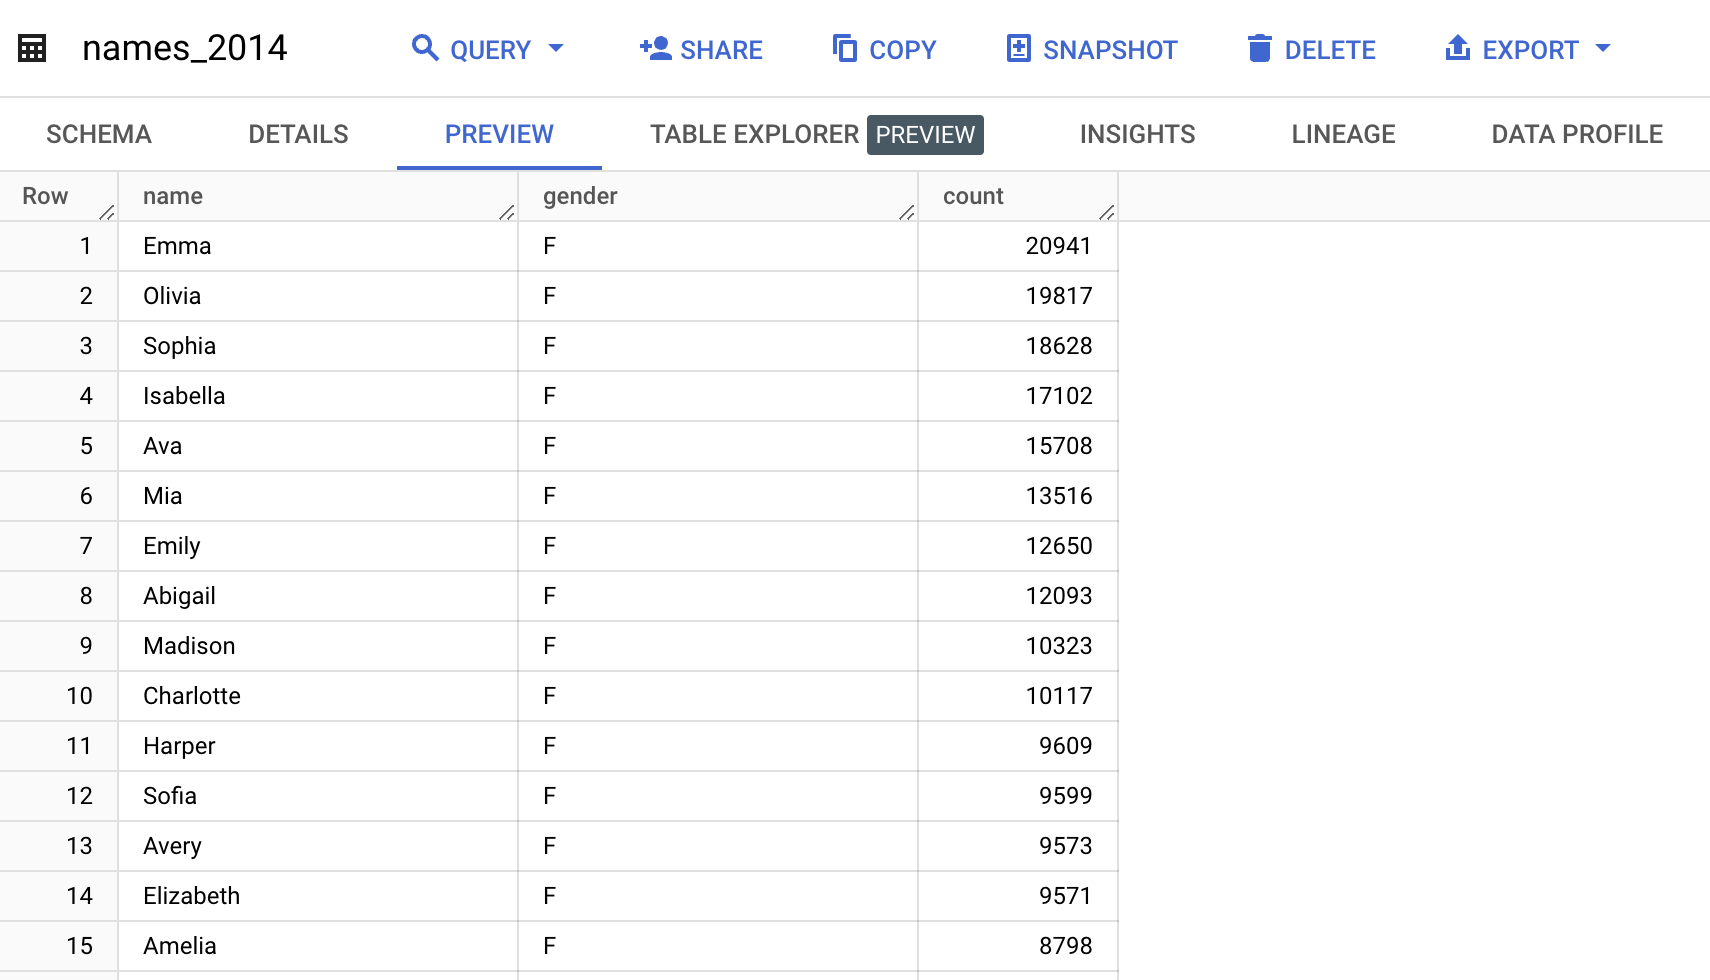 names_2014 QUERY SHARE COPY SNAPSHOT DELETE EXPORT
SCHEMA DETAILS PREVIEW TABLE EXPLORER PREVIEW INSIGHTS LINEAGE DATA PROFILE
Row name gender count
1 Emma F 20941
2 Olivia F 19817
3 Sophia F 18628
4 Isabella F 17102
5 Ava F 15708
6 Mia F 13516
7 Emily F 12650
8 Abigail F 12093
9 Madison F 10323
10 Charlotte F 10117
11 Harper F 9609
12 Sofia F 9599
13 Avery F 9573
14 Elizabeth F 9571
15 Amelia F 8798